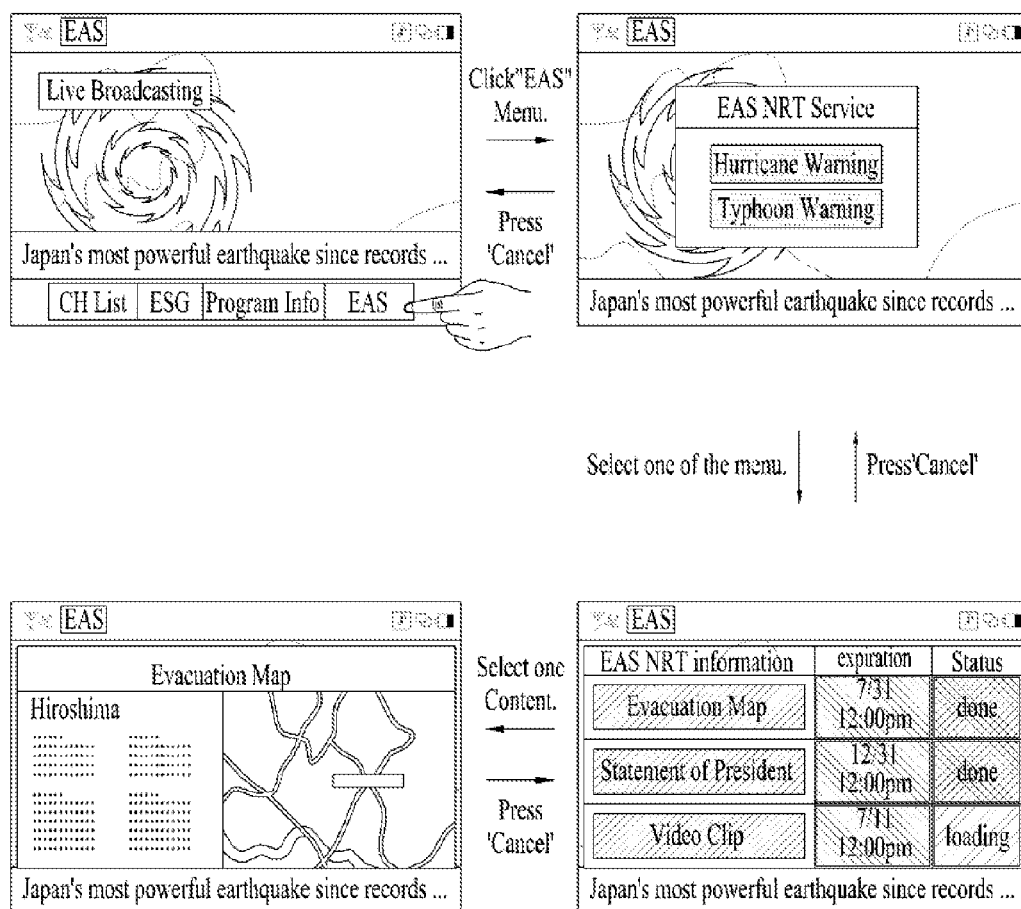 EAS
Live Broadcasting
Japan's most powerful earthquake since records ...
CH List ESG Program Info EAS
Click"EAS"
Menu.
Press
'Cancel'
EAS
EAS NRT Service
Hurricane Warning
Typhoon Warning
Japan's most powerful earthquake since records ...
Select one of the menu.
Press'Cancel'
EAS
Evacuation Map
Hiroshima
Japan's most powerful earthquake since records ...
Select one
Content.
Press
'Cancel'
EAS
EAS NRT information expiration Status
Evacuation Map 7/31 12:00pm done
Statement of President 12/31 12:00pm done
Video Clip 7/11 12:00pm loading
Japan's most powerful earthquake since records ...